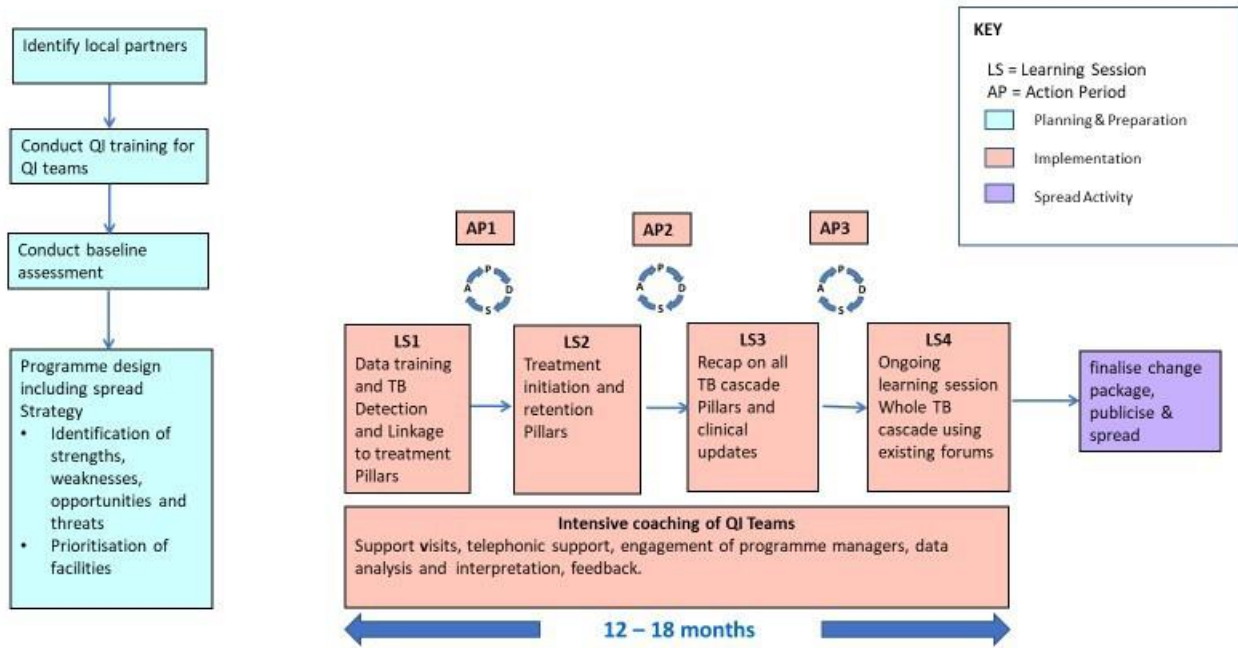 Identify local partners
Conduct QI training for
QI teams
Conduct baseline
assessment
Programme design
including spread
Strategy
• Identification of
strengths,
weaknesses,
opportunities and
threats
• Prioritisation of
facilities
AP1
P
A D
S
AP2
P
A D
S
AP3
P
A D
S
LS1
Data training
and TB
Detection
and Linkage
to treatment
Pillars
LS2
Treatment
initiation and
retention
Pillars
LS3
Recap on all
TB cascade
Pillars and
clinical
updates
LS4
Ongoing
learning session
Whole TB
cascade using
existing forums
finalise change
package,
publicise &
spread
Intensive coaching of QI Teams
Support visits, telephonic support, engagement of programme managers, data
analysis and interpretation, feedback.
12 – 18 months
KEY
LS = Learning Session
AP = Action Period
Planning & Preparation
Implementation
Spread Activity